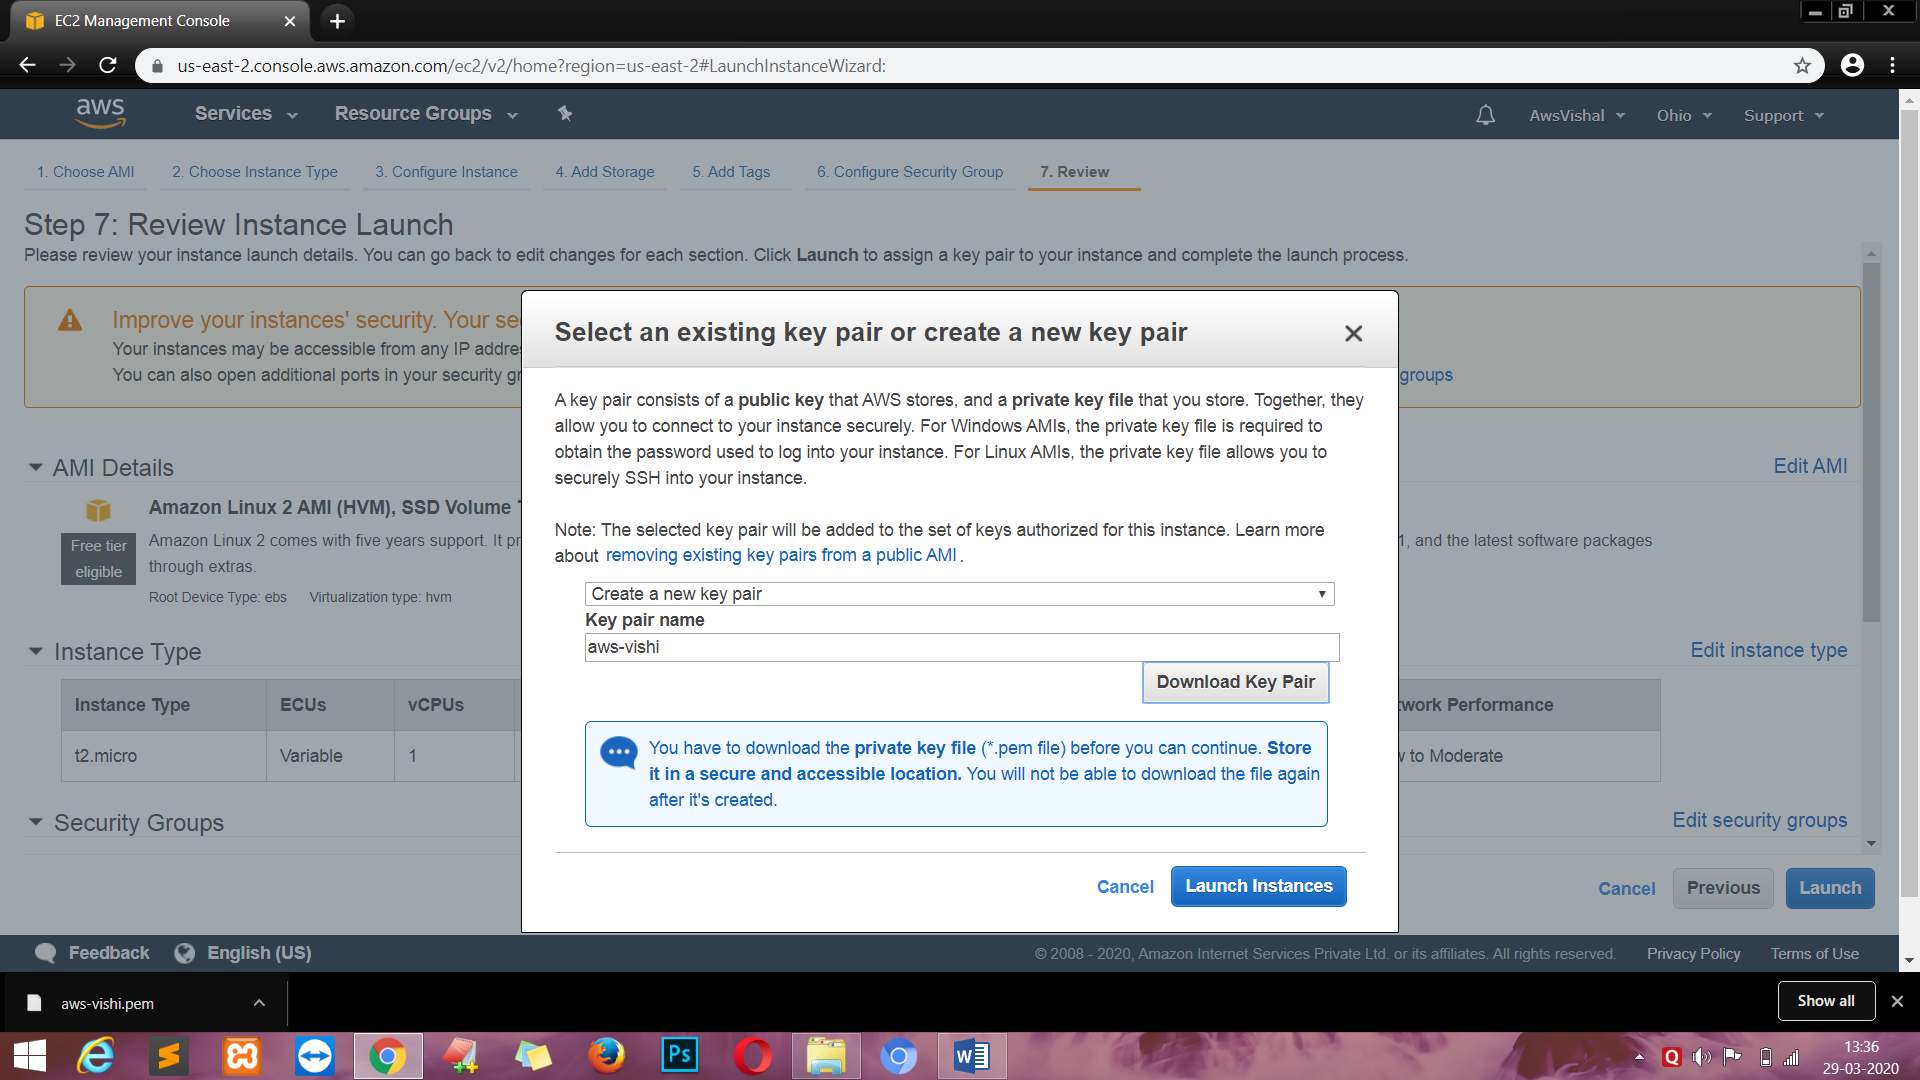 EC2 Management Console
us-east-2.console.aws.amazon.com/ec2/v2/home?region=us-east-2#LaunchInstanceWizard:
aws Services Resource Groups AwsVishal Ohio Support
1. Choose AMI 2. Choose Instance Type 3. Configure Instance 4. Add Storage 5. Add Tags 6. Configure Security Group 7. Review
Step 7: Review Instance Launch
Please review your instance launch details. You can go back to edit changes for each section. Click Launch to assign a key pair to your instance and complete the launch process.
Improve your instances' security. Your se
Your instances may be accessible from any IP addre
You can also open additional ports in your security gr
groups
AMI Details
Edit AMI
Amazon Linux 2 AMI (HVM), SSD Volume
Free tier eligible
Amazon Linux 2 comes with five years support. It pr
1, and the latest software packages
through extras.
Root Device Type: ebs Virtualization type: hvm
Instance Type
Edit instance type
Instance Type ECUs vCPUs
work Performance
t2.micro Variable 1
to Moderate
Security Groups
Edit security groups
Cancel Previous Launch
Select an existing key pair or create a new key pair
A key pair consists of a public key that AWS stores, and a private key file that you store. Together, they
allow you to connect to your instance securely. For Windows AMIs, the private key file is required to
obtain the password used to log into your instance. For Linux AMIs, the private key file allows you to
securely SSH into your instance.
Note: The selected key pair will be added to the set of keys authorized for this instance. Learn more
about removing existing key pairs from a public AMI .
Create a new key pair
Key pair name
aws-vishi
Download Key Pair
You have to download the private key file (*.pem file) before you can continue. Store
it in a secure and accessible location. You will not be able to download the file again
after it's created.
Cancel Launch Instances
Feedback English (US)
© 2008 - 2020, Amazon Internet Services Private Ltd. or its affiliates. All rights reserved. Privacy Policy Terms of Use
aws-vishi.pem
Show all
Ps
W
Q
13:36
29-03-2020